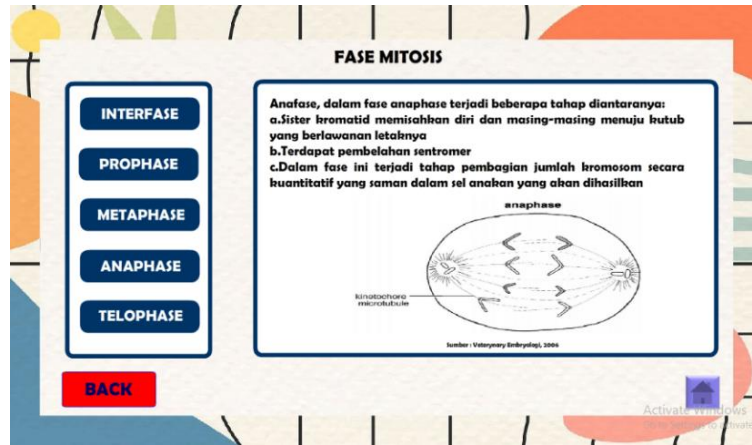 FASE MITOSIS
INTERFASE
PROPHASE
METAPHASE
ANAPHASE
TELOPHASE
Anafase, dalam fase anaphase terjadi beberapa tahap diantaranya:
a.Sister kromatid memisahkan diri dan masing-masing menuju kutub
yang berlawanan letaknya
b.Terdapat pembelahan sentromer
c.Dalam fase ini terjadi tahap pembagian jumlah kromosom secara
kuantitatif yang saman dalam sel anakan yang akan dihasilkan
anaphase
kinetochore
microtubule
Sumber : Veterynary Embryologi, 2006
BACK
Activate Windows